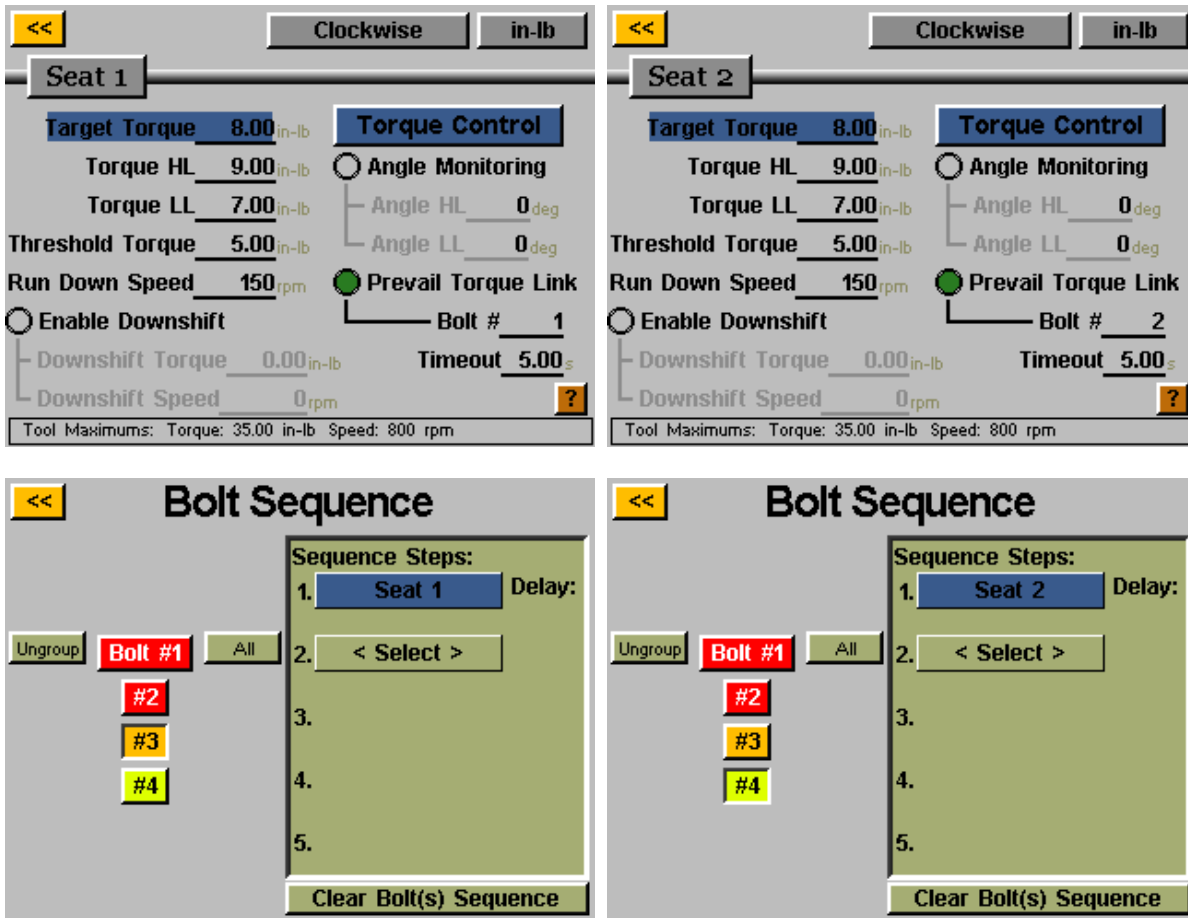 << Clockwise in-lb
Seat 1
Target Torque 8.00 in-lb Torque Control
Torque HL 9.00 in-lb Angle Monitoring
Torque LL 7.00 in-lb Angle HL 0 deg
Threshold Torque 5.00 in-lb Angle LL 0 deg
Run Down Speed 150 rpm Prevail Torque Link
Enable Downshift Bolt # 1
Downshift Torque 0.00 in-lb Timeout 5.00 s
Downshift Speed 0 rpm ?
Tool Maximums: Torque: 35.00 in-lb Speed: 800 rpm
<< Clockwise in-lb
Seat 2
Target Torque 8.00 in-lb Torque Control
Torque HL 9.00 in-lb Angle Monitoring
Torque LL 7.00 in-lb Angle HL 0 deg
Threshold Torque 5.00 in-lb Angle LL 0 deg
Run Down Speed 150 rpm Prevail Torque Link
Enable Downshift Bolt # 2
Downshift Torque 0.00 in-lb Timeout 5.00 s
Downshift Speed 0 rpm ?
Tool Maximums: Torque: 35.00 in-lb Speed: 800 rpm
<< Bolt Sequence
Sequence Steps:
1. Seat 1 Delay:
Ungroup Bolt #1 All 2. < Select >
#2
3.
#3
#4 4.
5.
Clear Bolt(s) Sequence
<< Bolt Sequence
Sequence Steps:
1. Seat 2 Delay:
Ungroup Bolt #1 All 2. < Select >
#2
3.
#3
#4 4.
5.
Clear Bolt(s) Sequence